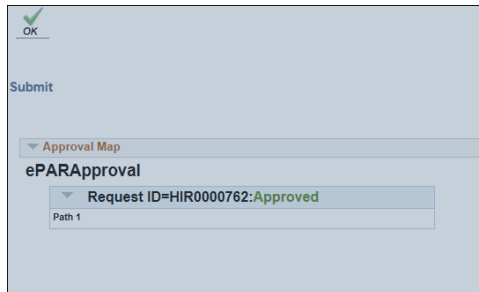 OK
Submit
Approval Map
ePARApproval
Request ID=HIR0000762:Approved
Path 1